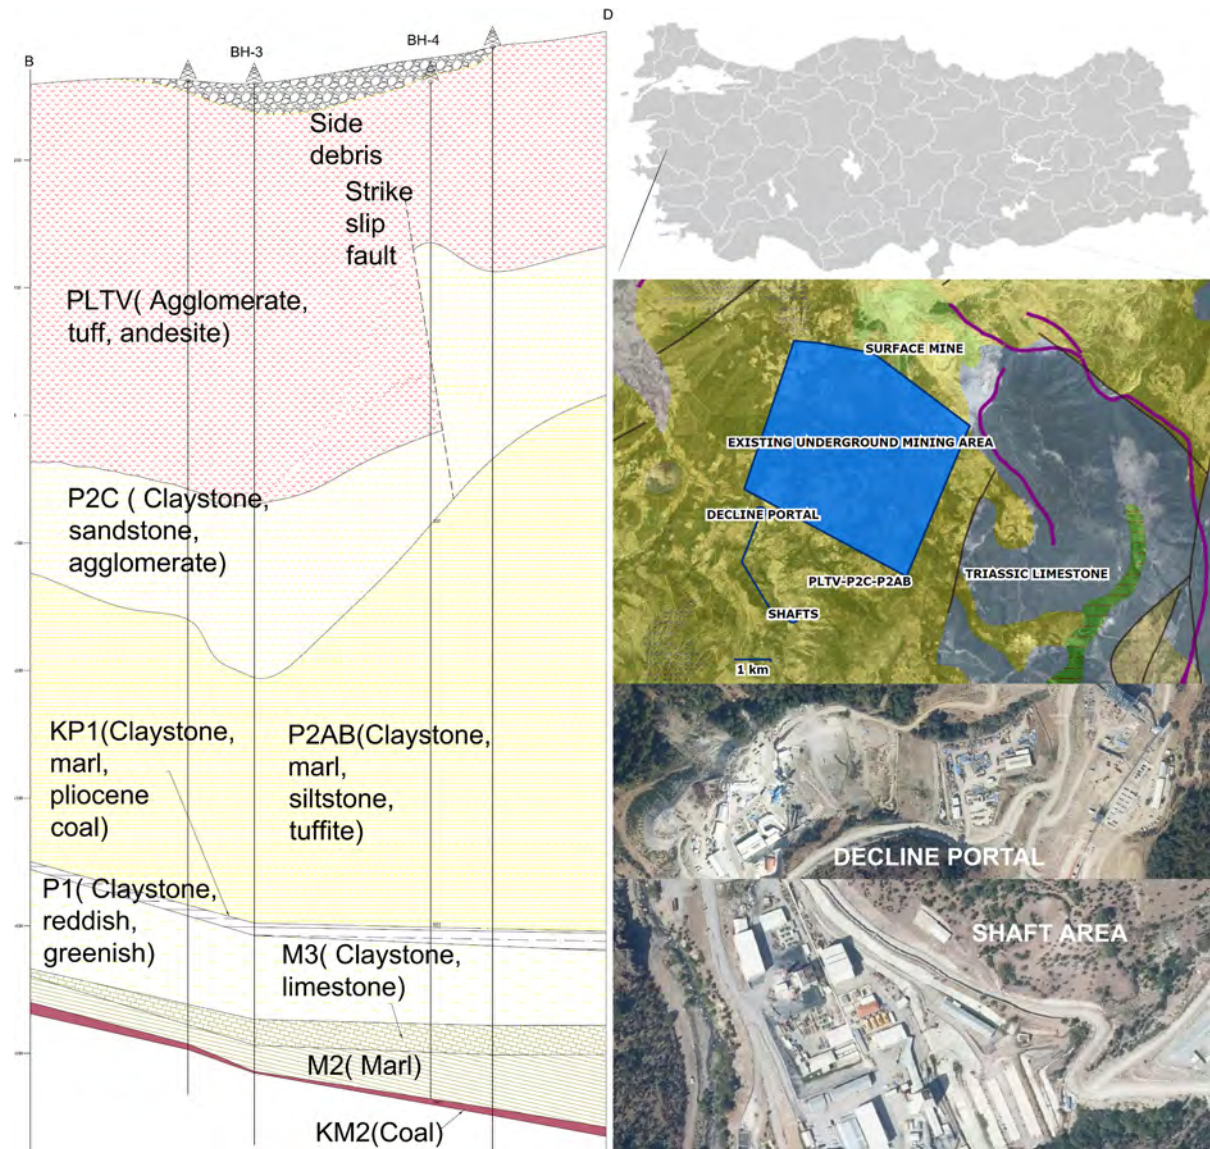 B
BH-3
BH-4
D
Side
debris
Strike
slip
fault
PLTV( Agglomerate,
tuff, andesite)
P2C ( Claystone,
sandstone,
agglomerate)
KP1(Claystone,
marl,
pliocene
coal)
P2AB(Claystone,
marl,
siltstone,
tuffite)
P1( Claystone,
reddish,
greenish)
M3( Claystone,
limestone)
M2( Marl)
KM2(Coal)
SURFACE MINE
EXISTING UNDERGROUND MINING AREA
DECLINE PORTAL
PLTV-P2C-P2AB
TRIASSIC LIMESTONE
SHAFTS
1 km
DECLINE PORTAL
SHAFT AREA